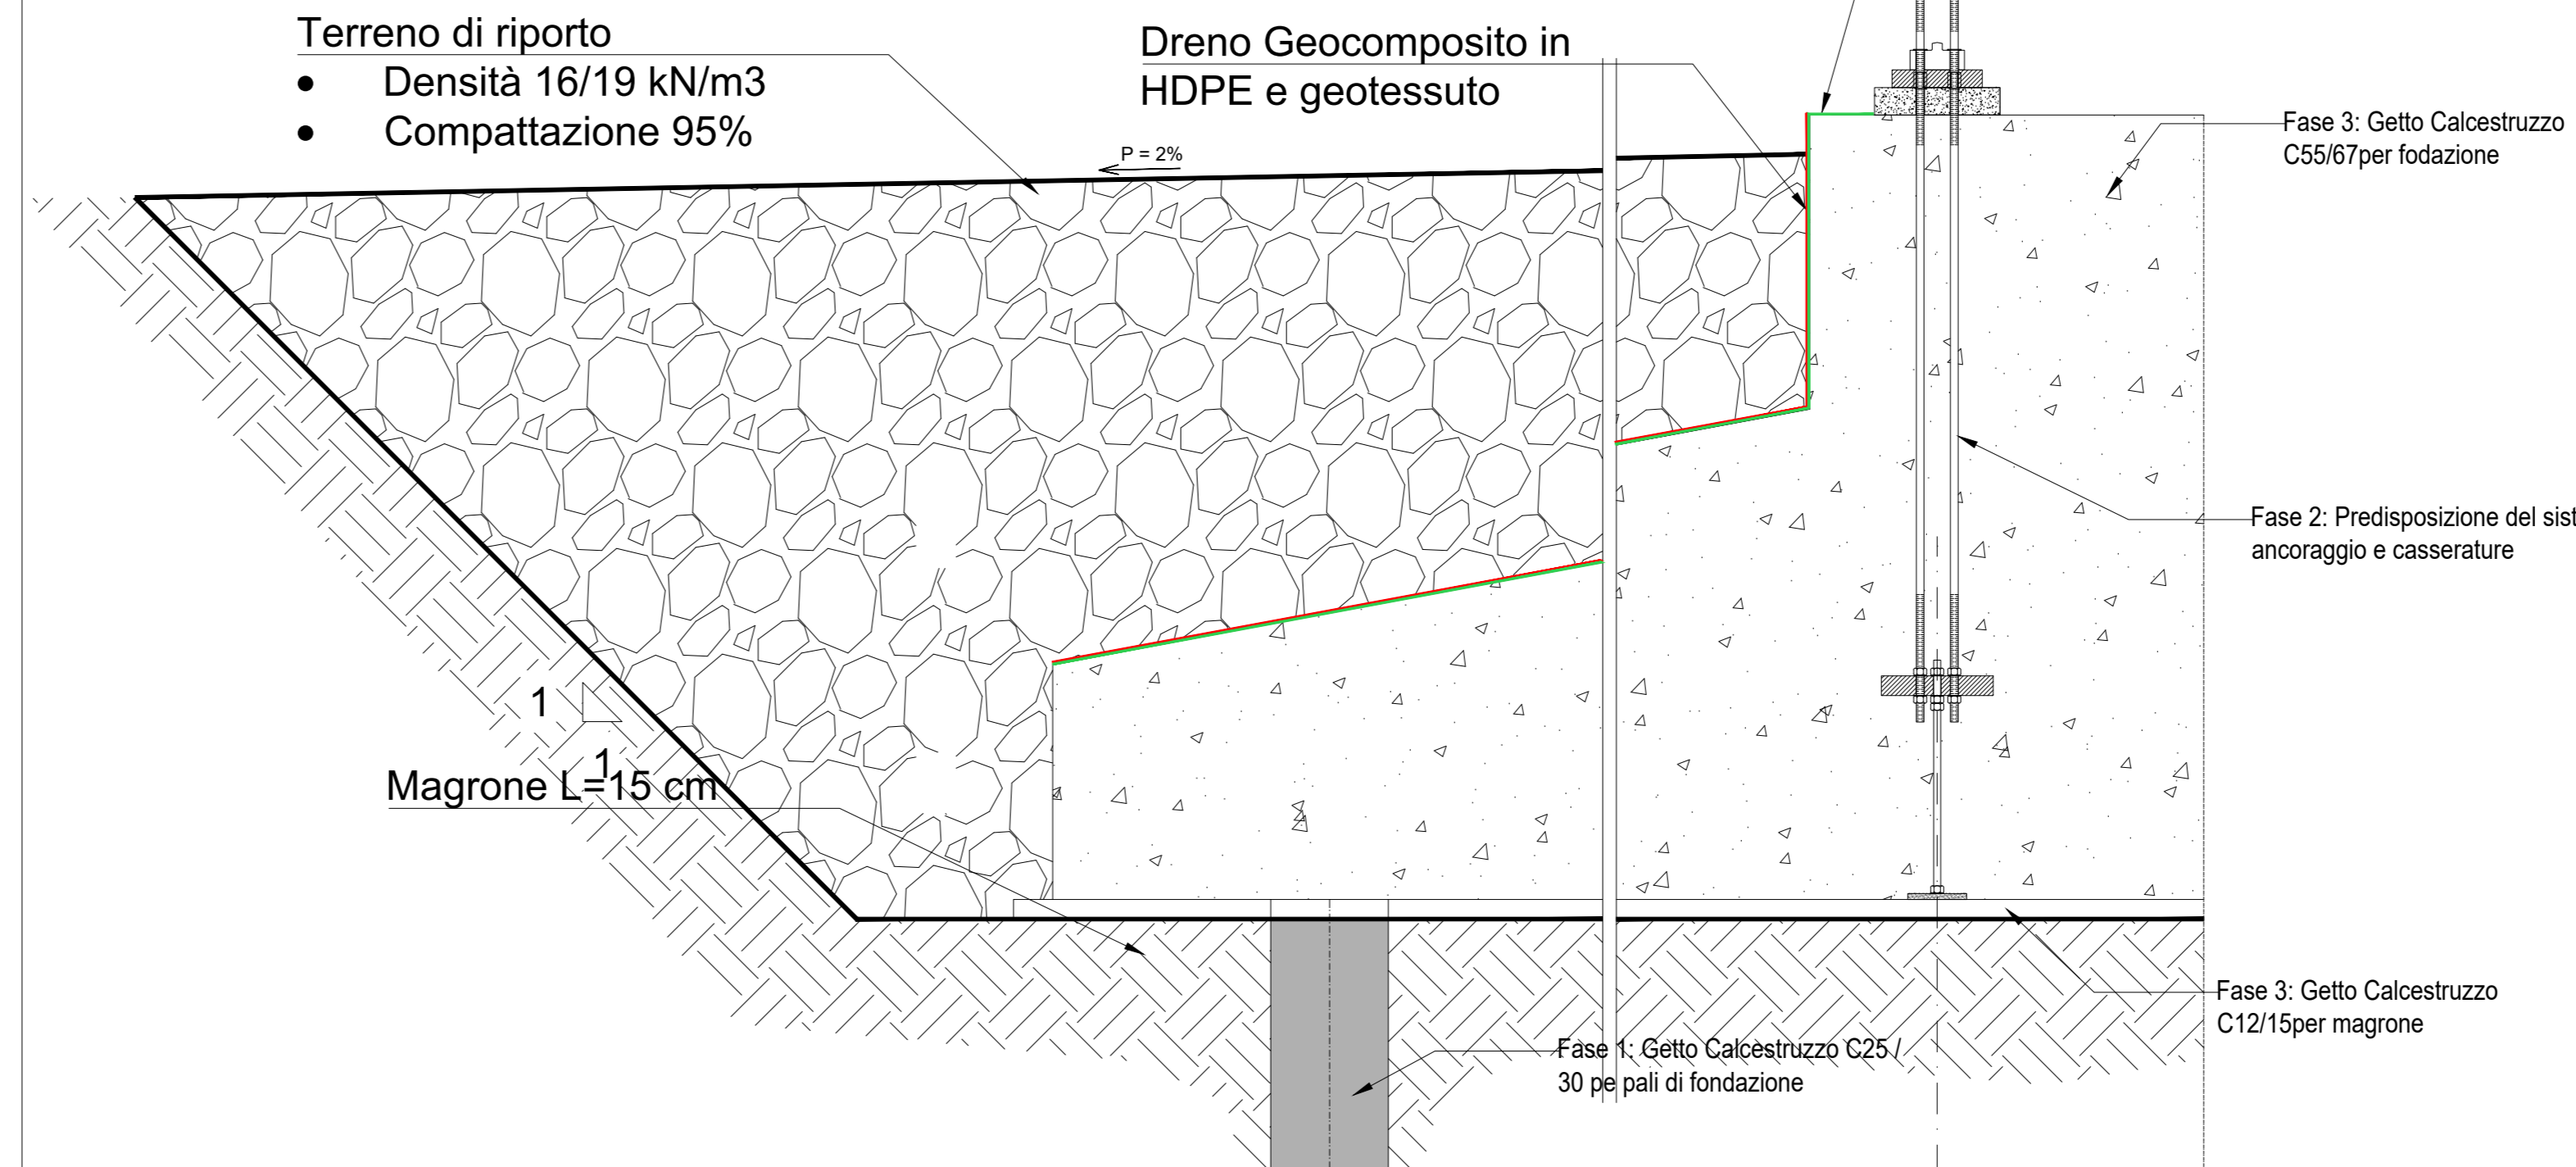 Terreno di riporto
• Densità 16/19 kN/m3
• Compattazione 95%
Dreno Geocomposito in
HDPE e geotessuto
P = 2%
Fase 3: Getto Calcestruzzo
C55/67per fodazione
Fase 2: Predisposizione del sist
ancoraggio e casserature
1
1
Magrone L=15 cm
Fase 3: Getto Calcestruzzo
C12/15per magrone
Fase 1: Getto Calcestruzzo C25 /
30 pe pali di fondazione